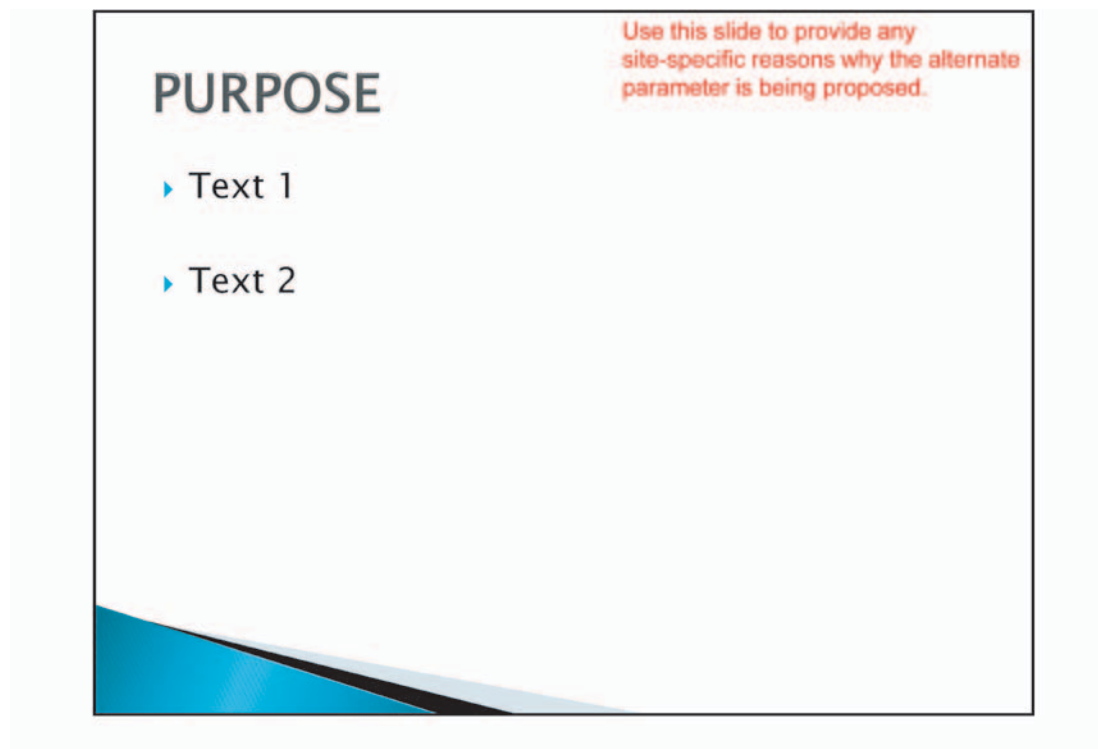 Use this slide to provide any
site-specific reasons why the alternate
parameter is being proposed.
PURPOSE
Text 1
Text 2